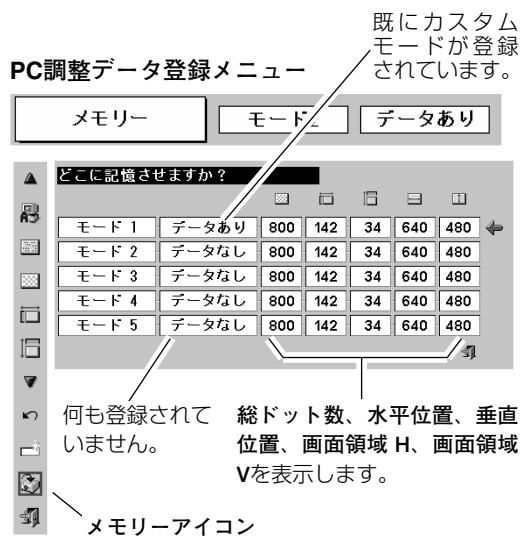 既にカスタム
モードが登録
されています。
PC調整データ登録メニュー
メモリー モード1 データあり
どこに記憶させますか？
モード 1 データあり 800 142 34 640 480
モード 2 データなし 800 142 34 640 480
モード 3 データなし 800 142 34 640 480
モード 4 データなし 800 142 34 640 480
モード 5 データなし 800 142 34 640 480
何も登録されて
いません。
総ドット数、水平位置、垂直
位置、画面領域 H、画面領域
Vを表示します。
メモリーアイコン